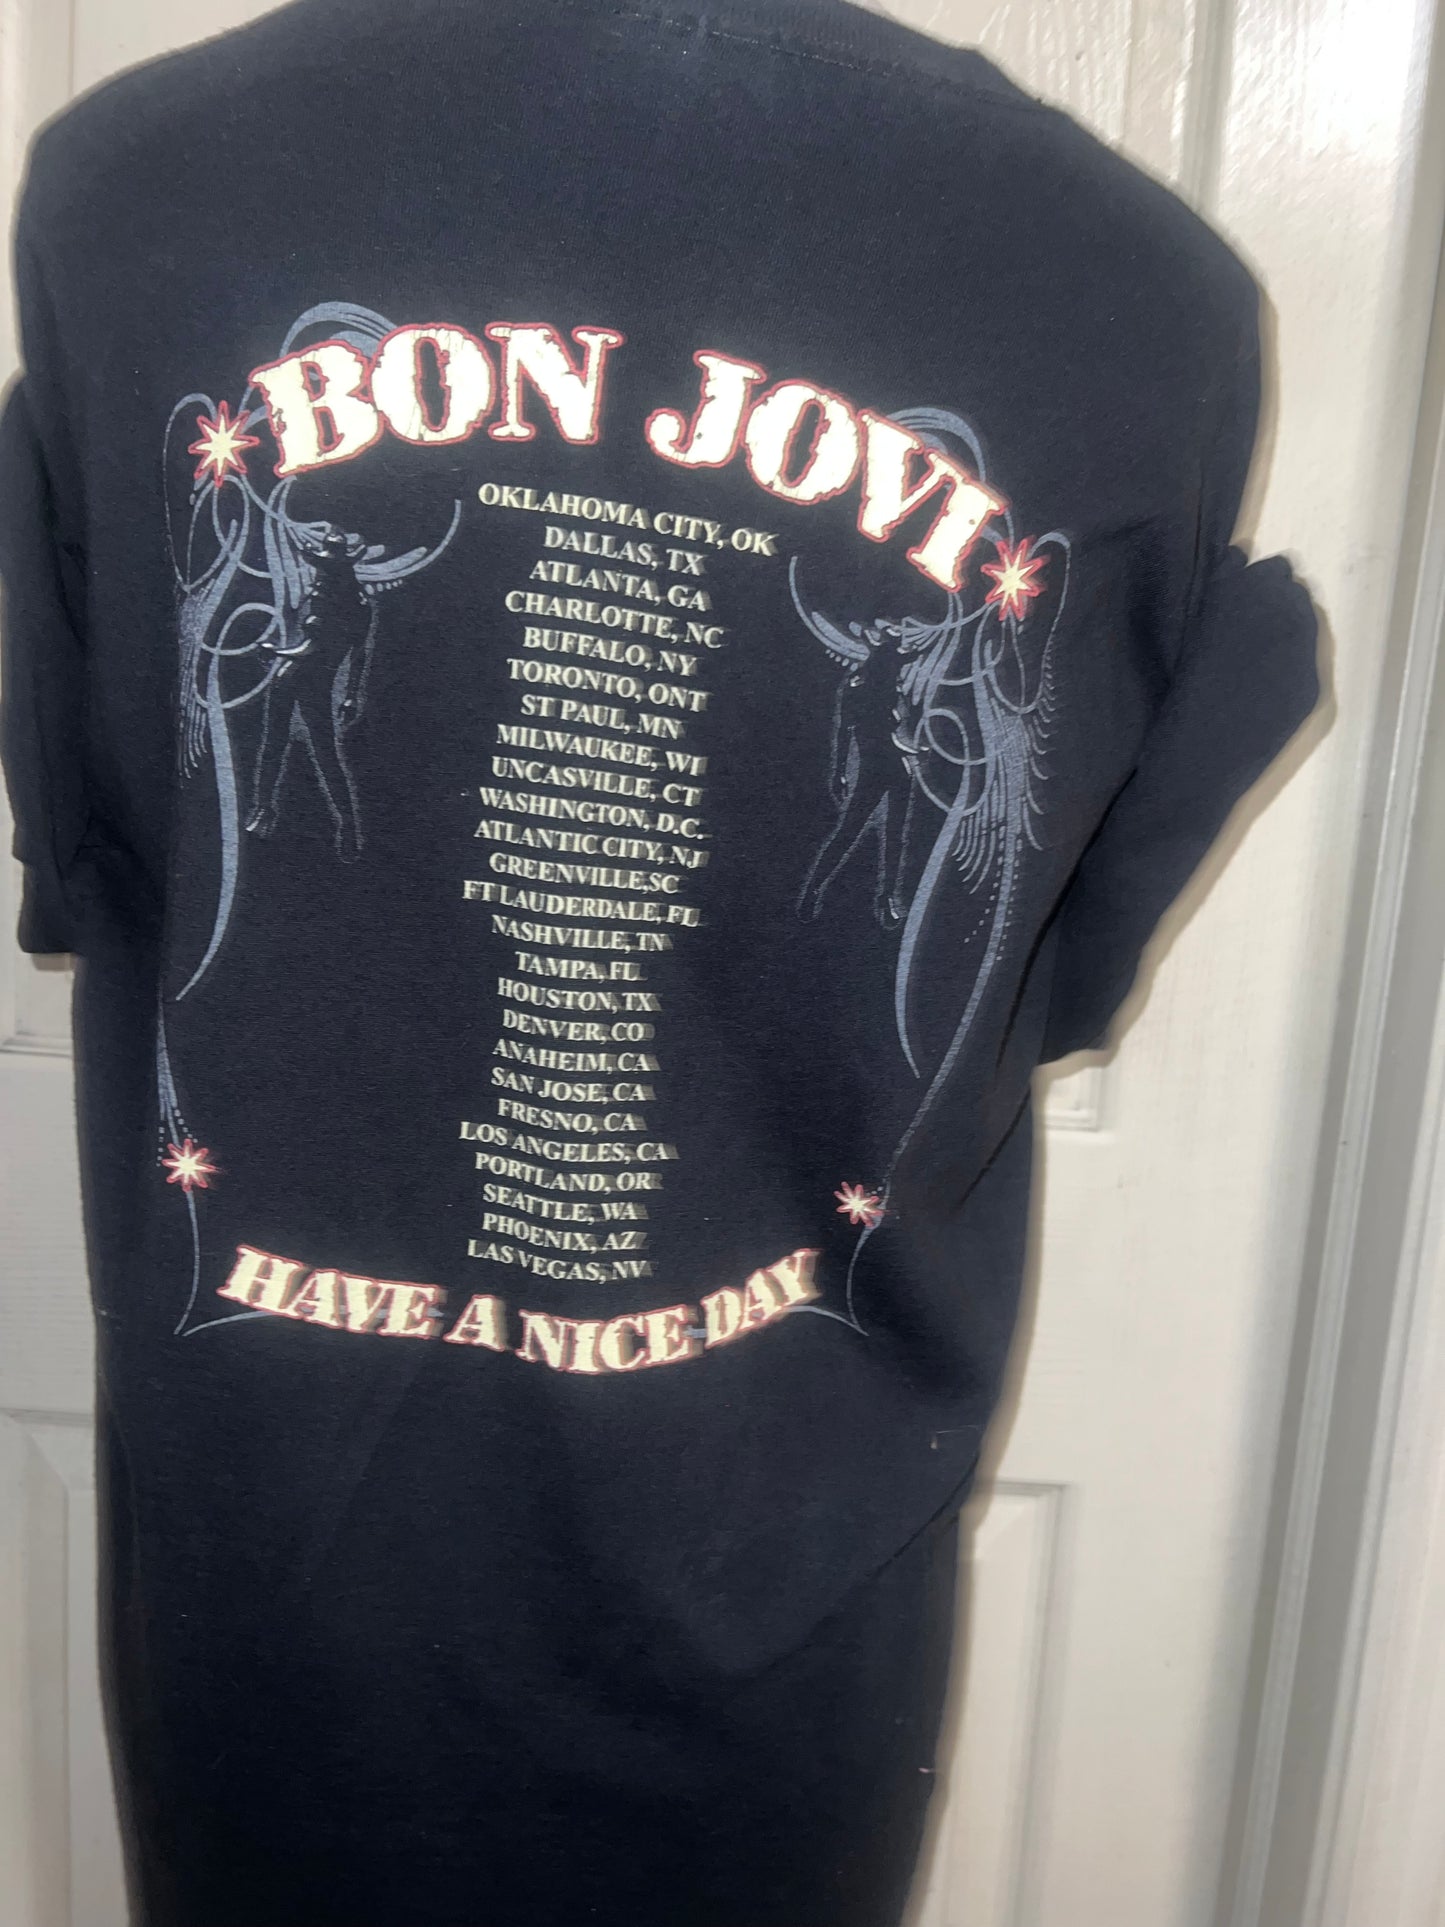 BON JOVI
OKLAHOMA CITY, OK
DALLAS, TX
ATLANTA, GA
CHARLOTTE, NC
BUFFALO, NY
TORONTO, ONT
ST PAUL, MN
MILWAUKEE, WI
UNCASVILLE, CT
WASHINGTON, D.C.
ATLANTIC CITY, NJ
GREENVILLE,SC
FT LAUDERDALE, FL
NASHVILLE, TN
TAMPA, FL
HOUSTON, TX
DENVER, CO
ANAHEIM, CA
SAN JOSE, CA
FRESNO, CA
LOS ANGELES, CA
PORTLAND, OR
SEATTLE, WA
PHOENIX, AZ
LAS VEGAS, NV
HAVE A NICE DAY